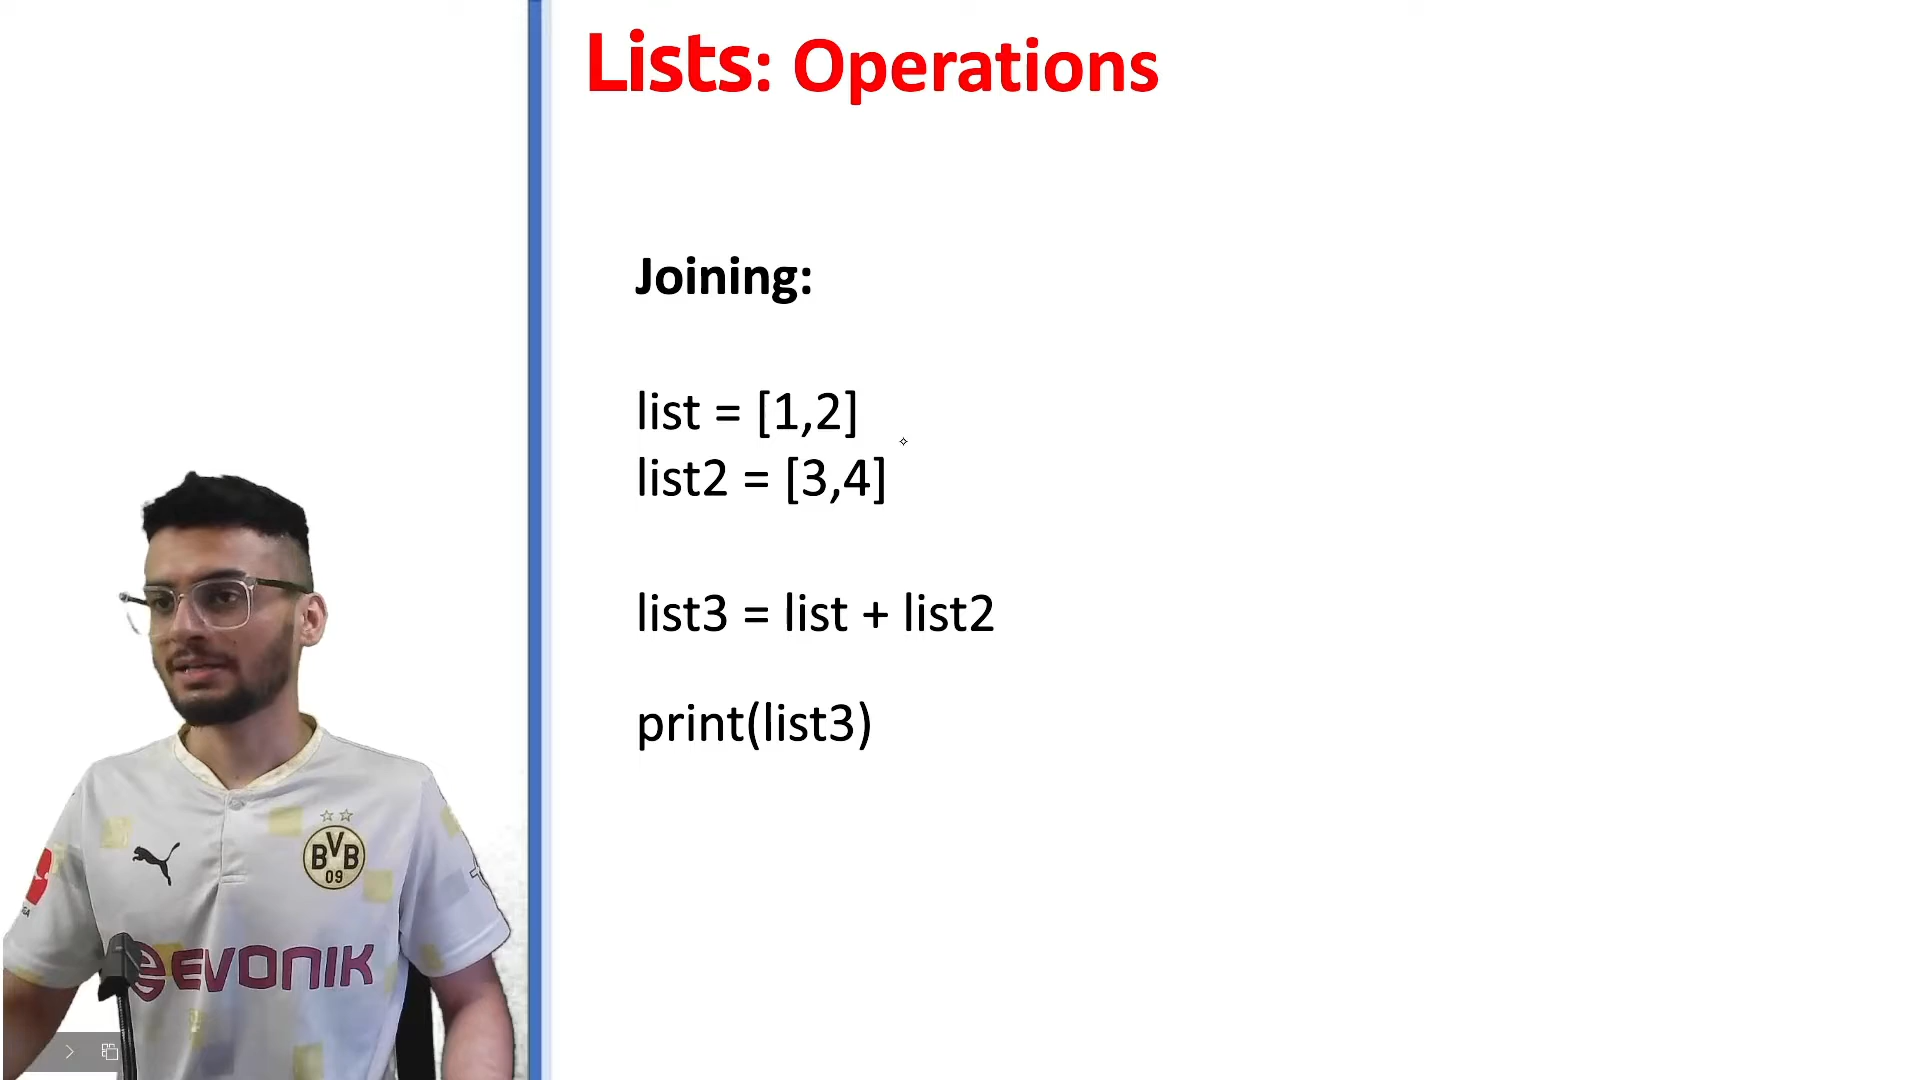 Lists: Operations
Joining:
list = [1,2]
list2 = [3,4]
list3 = list + list2
print(list3)
BVB
09
EVONIK